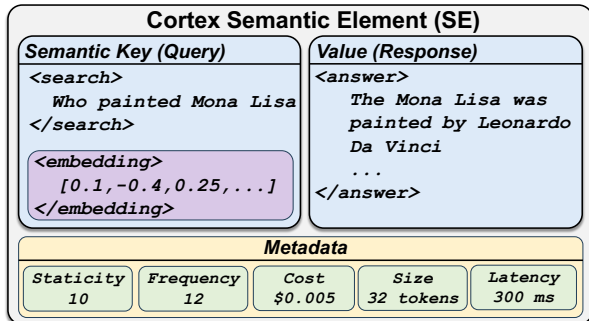 Cortex Semantic Element (SE)
Semantic Key (Query)
<search>
Who painted Mona Lisa
</search>
<embedding>
[0.1,-0.4,0.25,...]
</embedding>
Value (Response)
<answer>
The Mona Lisa was
painted by Leonardo
Da Vinci
...
</answer>
Metadata
Staticity
10
Frequency
12
Cost
$0.005
Size
32 tokens
Latency
300 ms